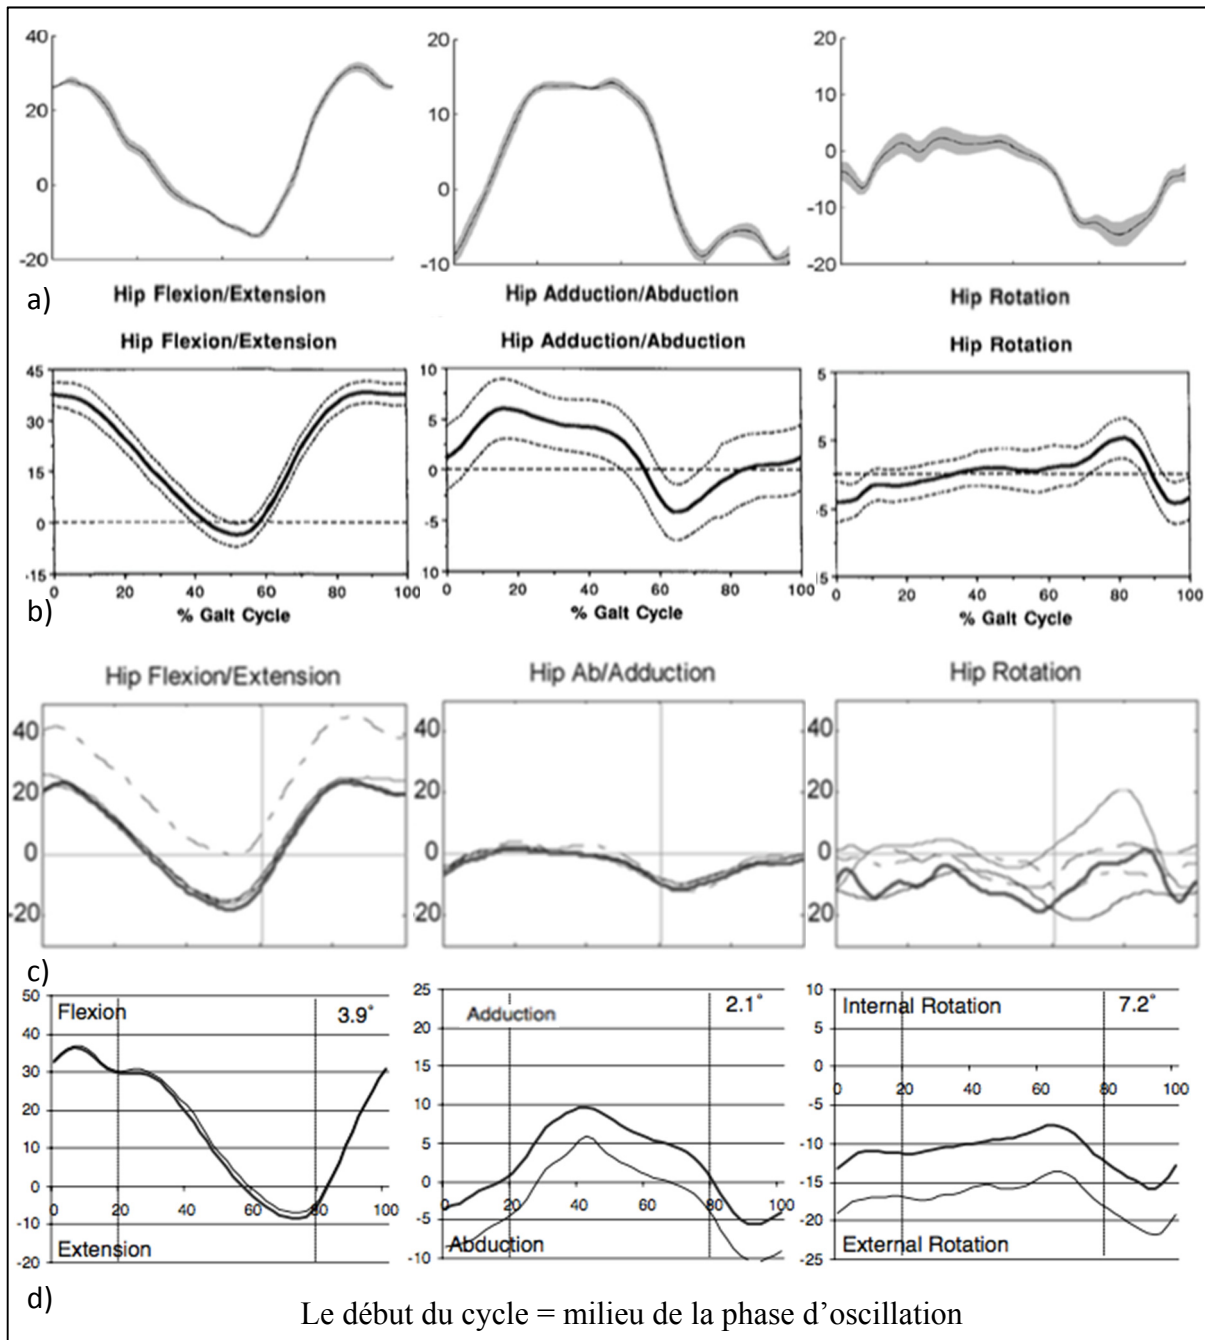 40
20
0
-20
20
10
0
-10
20
10
0
-10
-20
a)
Hip Flexion/Extension
Hip Adduction/Abduction
Hip Rotation
Hip Flexion/Extension
Hip Adduction/Abduction
Hip Rotation
45
30
15
0
-15
0 20 40 60 80 100
% Gait Cycle
10
5
0
-5
10
0 20 40 60 80 100
% Gait Cycle
5
5
-5
5
0 20 40 60 80 100
% Gait Cycle
b)
Hip Flexion/Extension
Hip Ab/Adduction
Hip Rotation
40
20
0
-20
40
20
0
20
40
20
0
20
c)
50
40
30
20
10
0
-10
-20
Flexion
3.9°
0 20 40 60 80 100
Extension
25
20
15
10
5
0
-5
-10
Adduction
2.1°
0 20 40 60 80 100
Abduction
10
5
0
-5
-10
-15
-20
-25
Internal Rotation
7.2°
0 20 40 60 80 100
External Rotation
d)
Le début du cycle = milieu de la phase d’oscillation